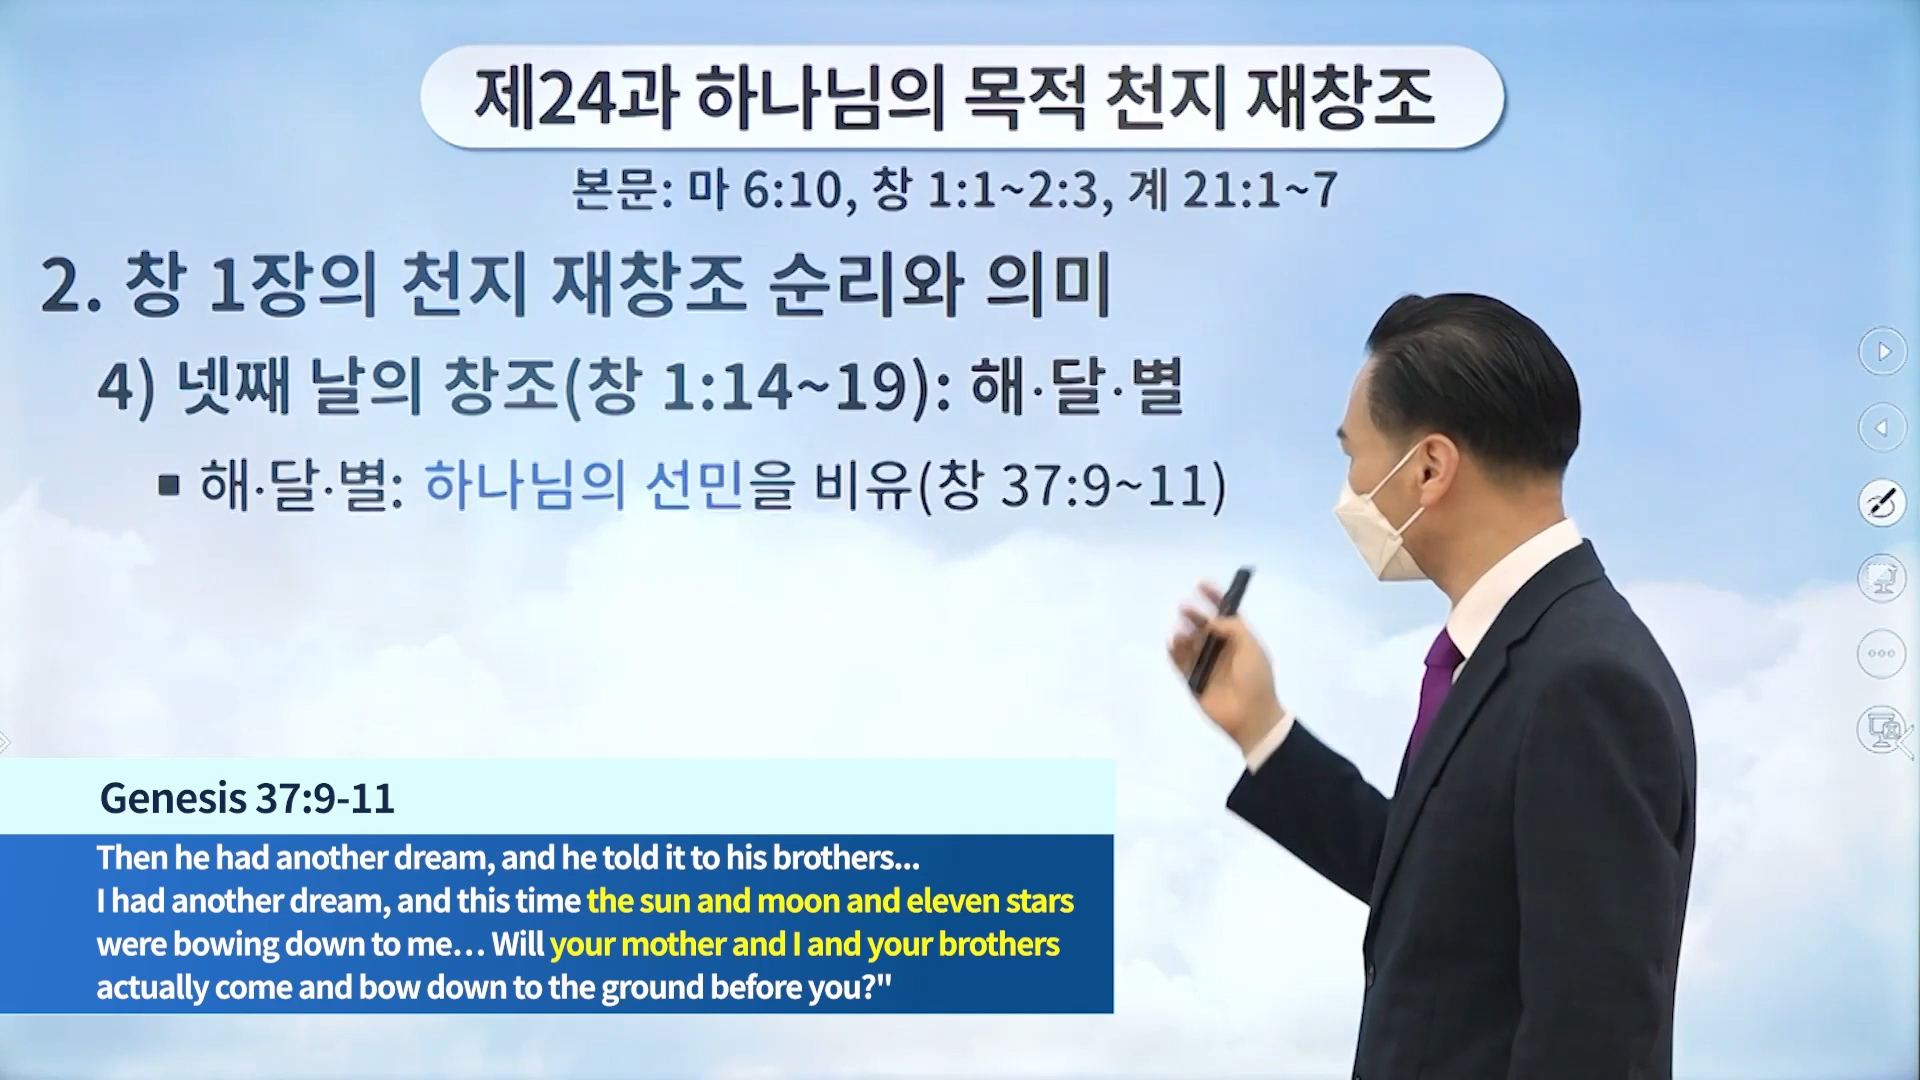 제24과 하나님의 목적 천지 재창조
본문: 마 6:10, 창 1:1~2:3, 계 21:1~7
2. 창 1장의 천지 재창조 순리와 의미
4) 넷째 날의 창조(창 1:14~19): 해·달·별
▪ 해·달·별: 하나님의 선민을 비유(창 37:9~11)
Genesis 37:9-11
Then he had another dream, and he told it to his brothers...
I had another dream, and this time the sun and moon and eleven stars
were bowing down to me... Will your mother and I and your brothers
actually come and bow down to the ground before you?"